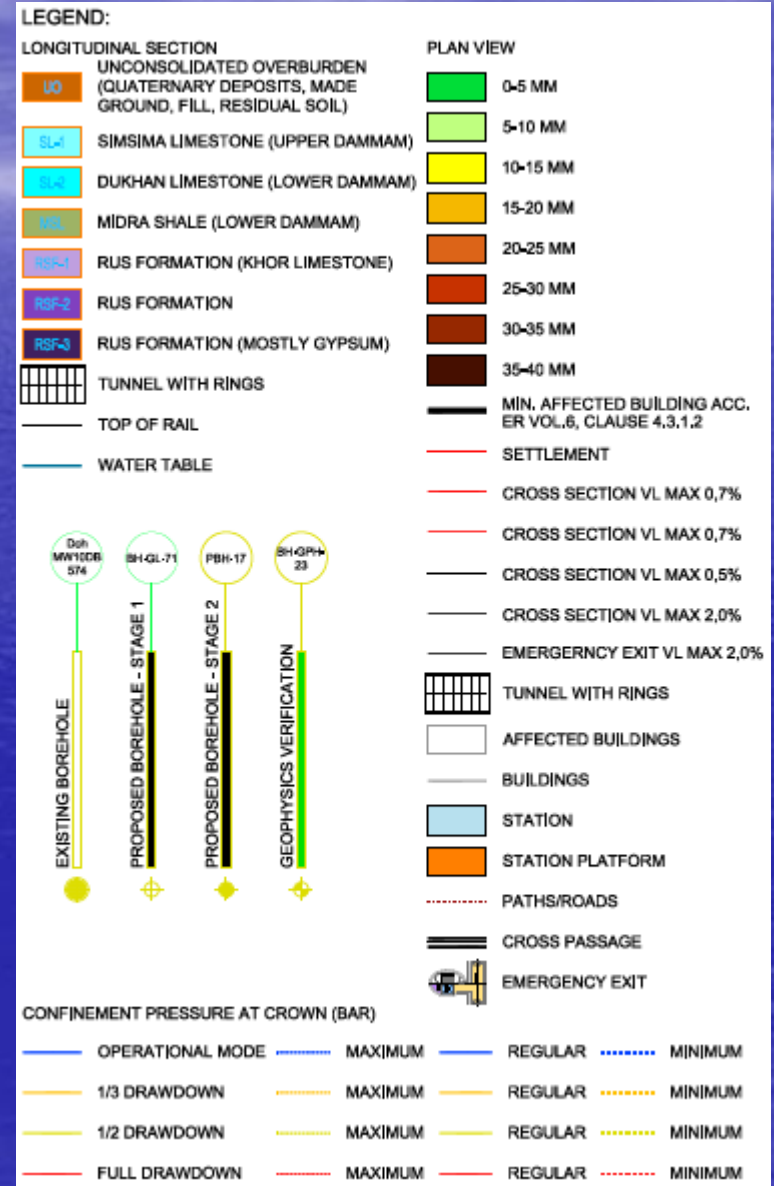 LEGEND:
LONGITUDINAL SECTION
UO
UNCONSOLIDATED OVERBURDEN
(QUATERNARY DEPOSITS, MADE
GROUND, FILL, RESIDUAL SOIL)
SL-1
SIMSIMA LIMESTONE (UPPER DAMMAM)
SL-2
DUKHAN LIMESTONE (LOWER DAMMAM)
MIDRA SHALE (LOWER DAMMAM)
RSF-1
RUS FORMATION (KHOR LIMESTONE)
RSF-2
RUS FORMATION
RSF-3
RUS FORMATION (MOSTLY GYPSUM)
TUNNEL WITH RINGS
TOP OF RAIL
WATER TABLE
Doh
MW10DB
574
BH-GL-71
PBH-17
BH-GPH-
23
EXISTING BOREHOLE
PROPOSED BOREHOLE - STAGE 1
PROPOSED BOREHOLE - STAGE 2
GEOPHYSICS VERIFICATION
PLAN VIEW
0-5 MM
5-10 MM
10-15 MM
15-20 MM
20-25 MM
25-30 MM
30-35 MM
35-40 MM
MIN. AFFECTED BUILDING ACC.
ER VOL.6, CLAUSE 4.3.1.2
SETTLEMENT
CROSS SECTION VL MAX 0,7%
CROSS SECTION VL MAX 0,7%
CROSS SECTION VL MAX 0,5%
CROSS SECTION VL MAX 2,0%
EMERGERNCY EXIT VL MAX 2,0%
TUNNEL WITH RINGS
AFFECTED BUILDINGS
BUILDINGS
STATION
STATION PLATFORM
PATHS/ROADS
CROSS PASSAGE
EMERGENCY EXIT
CONFINEMENT PRESSURE AT CROWN (BAR)
OPERATIONAL MODE MAXIMUM REGULAR MINIMUM
1/3 DRAWDOWN MAXIMUM REGULAR MINIMUM
1/2 DRAWDOWN MAXIMUM REGULAR MINIMUM
FULL DRAWDOWN MAXIMUM REGULAR MINIMUM